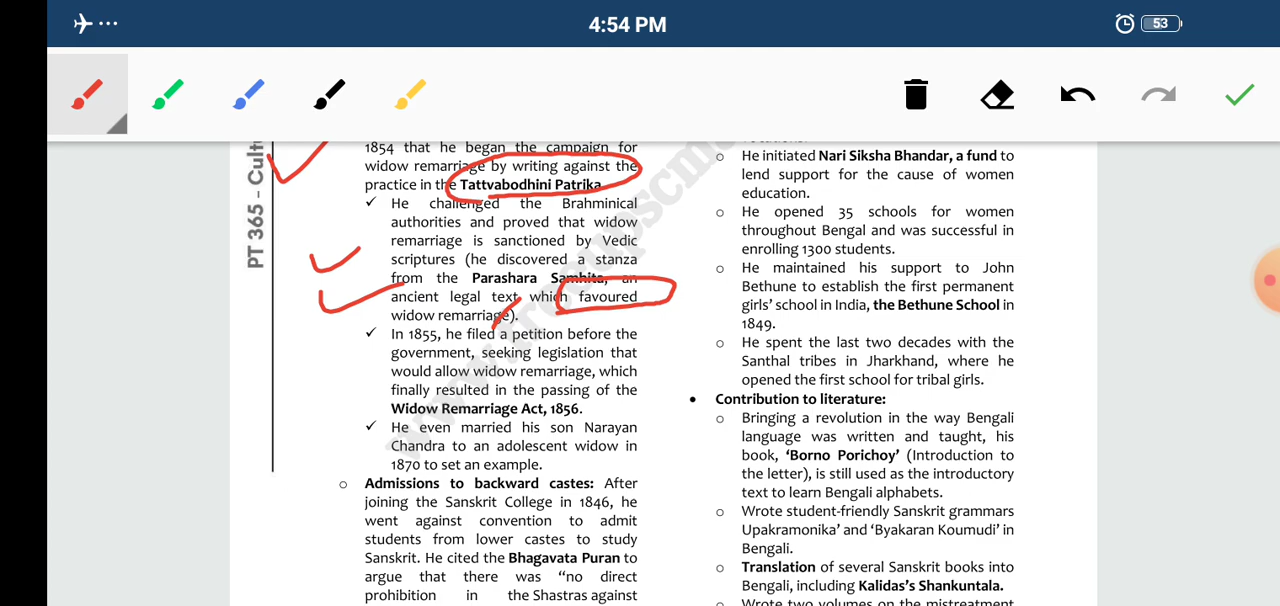 4:54 PM
53
PT 365 - Cult
1854 that he began the campaign for
widow remarriage by writing against the
practice in the Tattvabodhini Patrika.
✓ He challenged the Brahminical
authorities and proved that widow
remarriage is sanctioned by Vedic
scriptures (he discovered a stanza
from the Parashara Samhita, an
ancient legal text which favoured
widow remarriage).
✓ In 1855, he filed a petition before the
government, seeking legislation that
would allow widow remarriage, which
finally resulted in the passing of the
Widow Remarriage Act, 1856.
✓ He even married his son Narayan
Chandra to an adolescent widow in
1870 to set an example.
o Admissions to backward castes: After
joining the Sanskrit College in 1846, he
went against convention to admit
students from lower castes to study
Sanskrit. He cited the Bhagavata Puran to
argue that there was “no direct
prohibition in the Shastras against
o He initiated Nari Siksha Bhandar, a fund to
lend support for the cause of women
education.
o He opened 35 schools for women
throughout Bengal and was successful in
enrolling 1300 students.
o He maintained his support to John
Bethune to establish the first permanent
girls’ school in India, the Bethune School in
1849.
o He spent the last two decades with the
Santhal tribes in Jharkhand, where he
opened the first school for tribal girls.
• Contribution to literature:
o Bringing a revolution in the way Bengali
language was written and taught, his
book, ‘Borno Porichoy’ (Introduction to
the letter), is still used as the introductory
text to learn Bengali alphabets.
o Wrote student-friendly Sanskrit grammars
Upakramonika’ and ‘Byakaran Koumudi’ in
Bengali.
o Translation of several Sanskrit books into
Bengali, including Kalidas’s Shankuntala.
o Wrote two volumes on the mistreatment